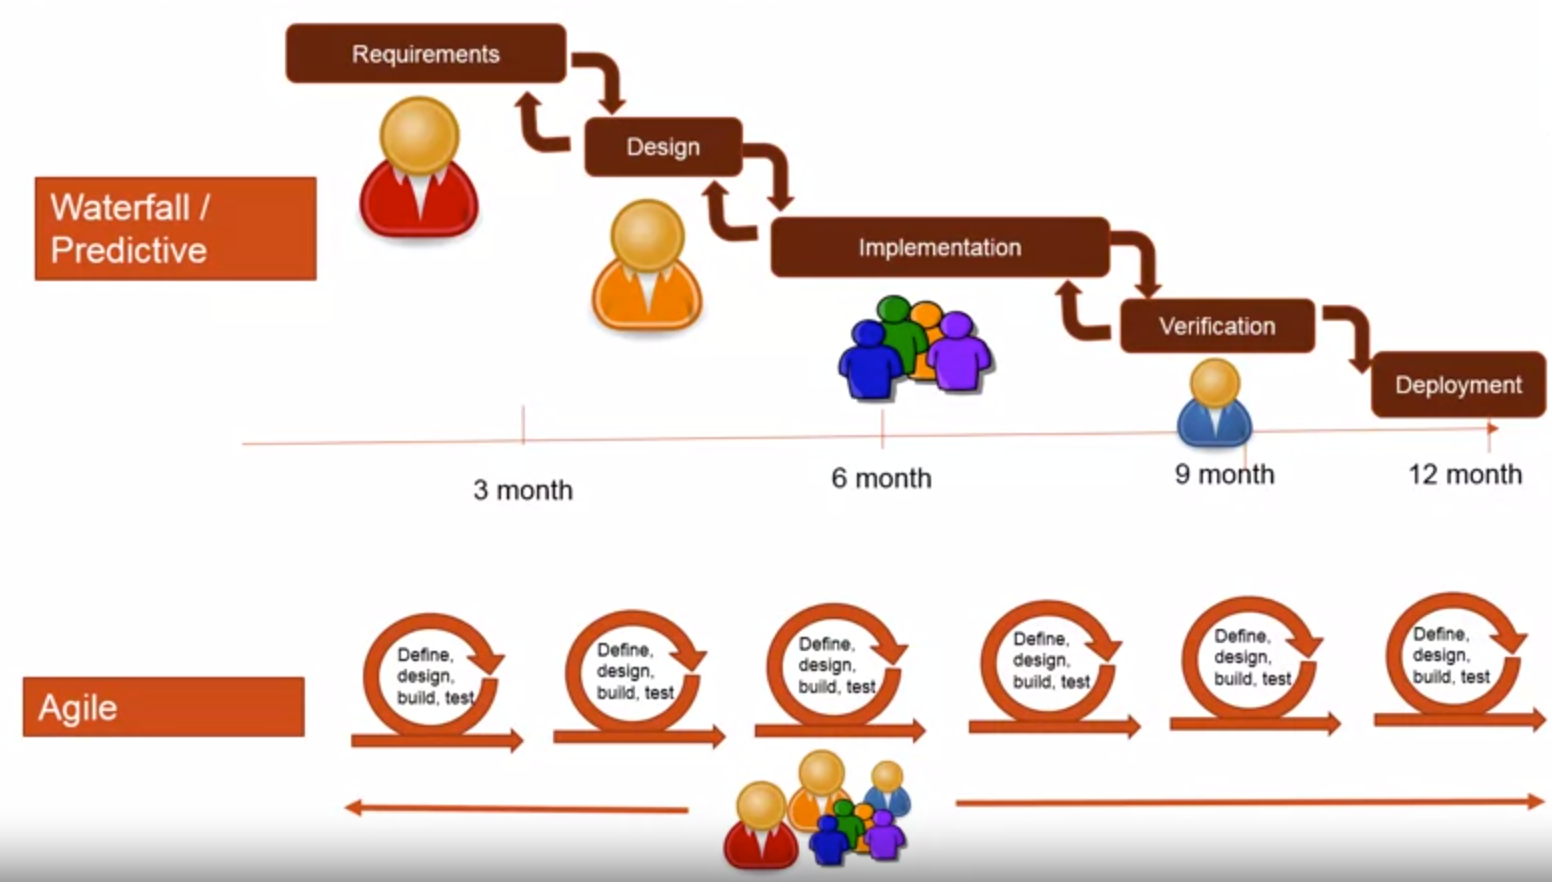 Requirements
Design
Waterfall /
Predictive
Implementation
Verification
Deployment
3 month
6 month
9 month
12 month
Define,
design,
build, test
Define,
design,
build, test
Define,
design,
build, test
Define,
design,
build, test
Define,
design,
build, test
Define,
design,
build, test
Agile